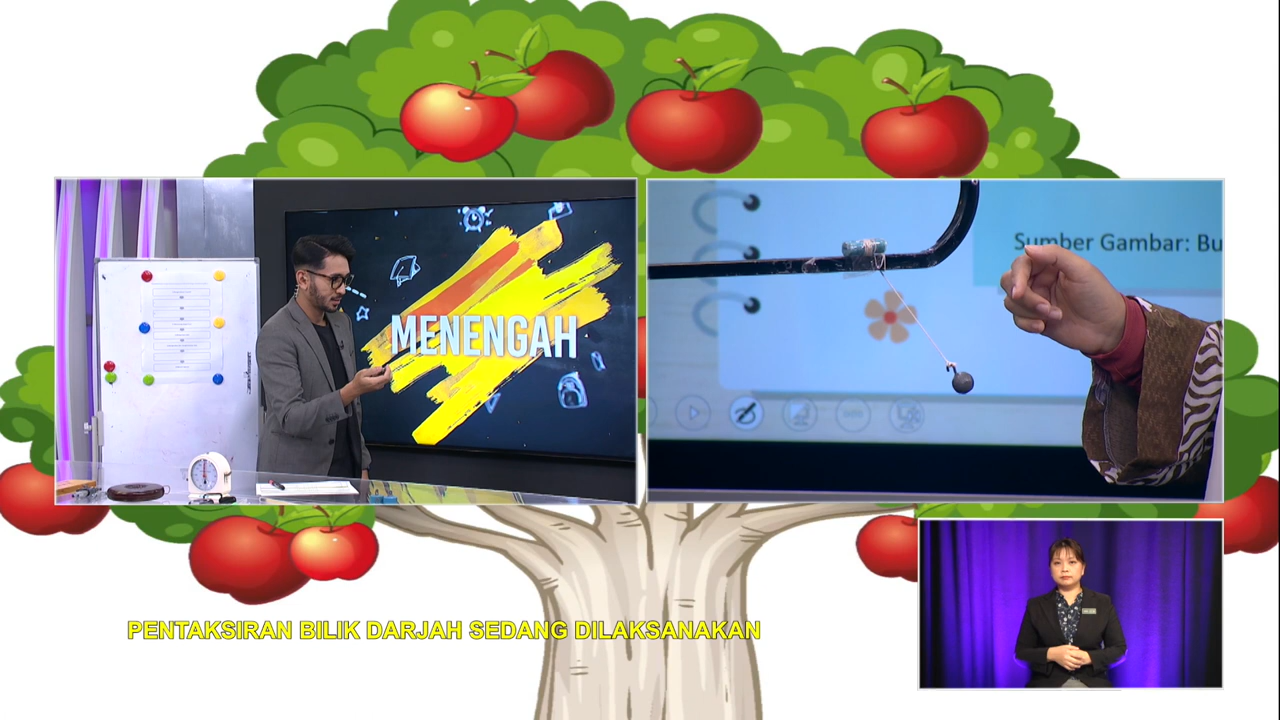 MENENGAH
Sumber Gambar: Bu
PENTAKSIRAN BILIK DARJAH SEDANG DILAKSANAKAN